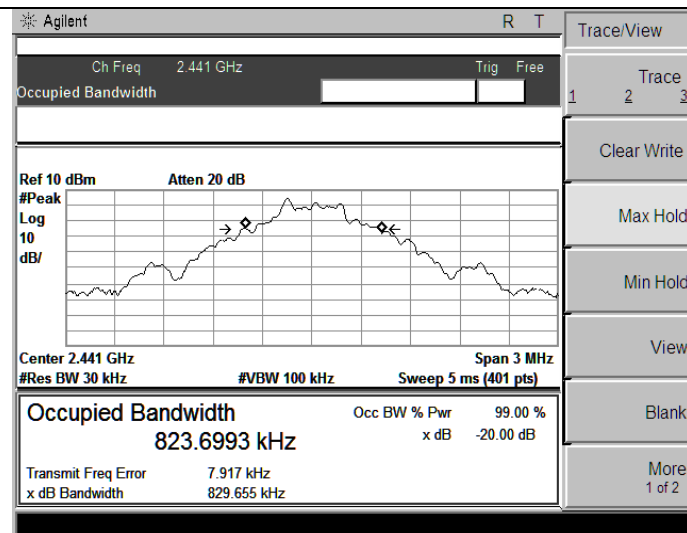 Agilent R T
Trace/View
Ch Freq 2.441 GHz Trig Free
Occupied Bandwidth
Trace
1 2 3
Clear Write
Ref 10 dBm Atten 20 dB
#Peak
Log
10
dB/
Max Hold
Min Hold
View
Center 2.441 GHz Span 3 MHz
#Res BW 30 kHz #VBW 100 kHz Sweep 5 ms (401 pts)
Occupied Bandwidth Occ BW % Pwr 99.00 %
823.6993 kHz x dB -20.00 dB
Blank
Transmit Freq Error 7.917 kHz
x dB Bandwidth 829.655 kHz
More
1 of 2